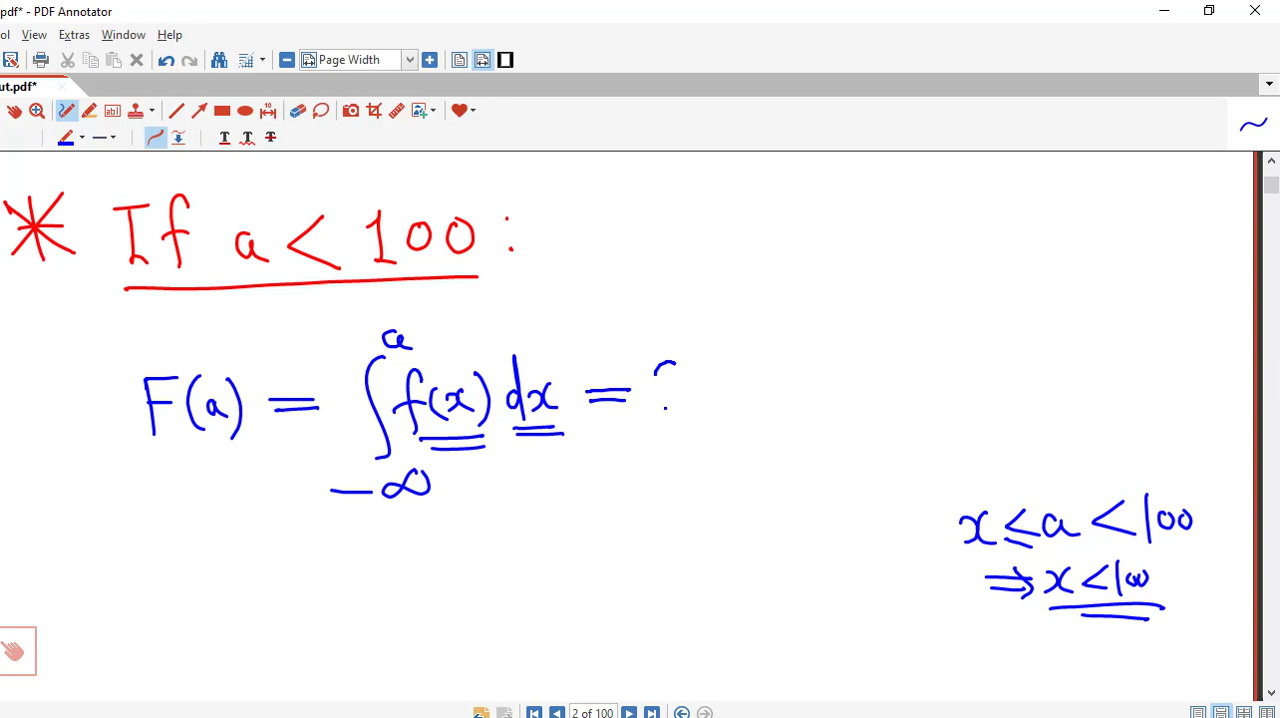 .pdf* - PDF Annotator
ol View Extras Window Help
Page Width
ut.pdf*
* If a < 100:
F(a) = ∫_{-∞}^{a} f(x) dx = ?
x ≤ a < 100
⇒ x < 100
2 of 100